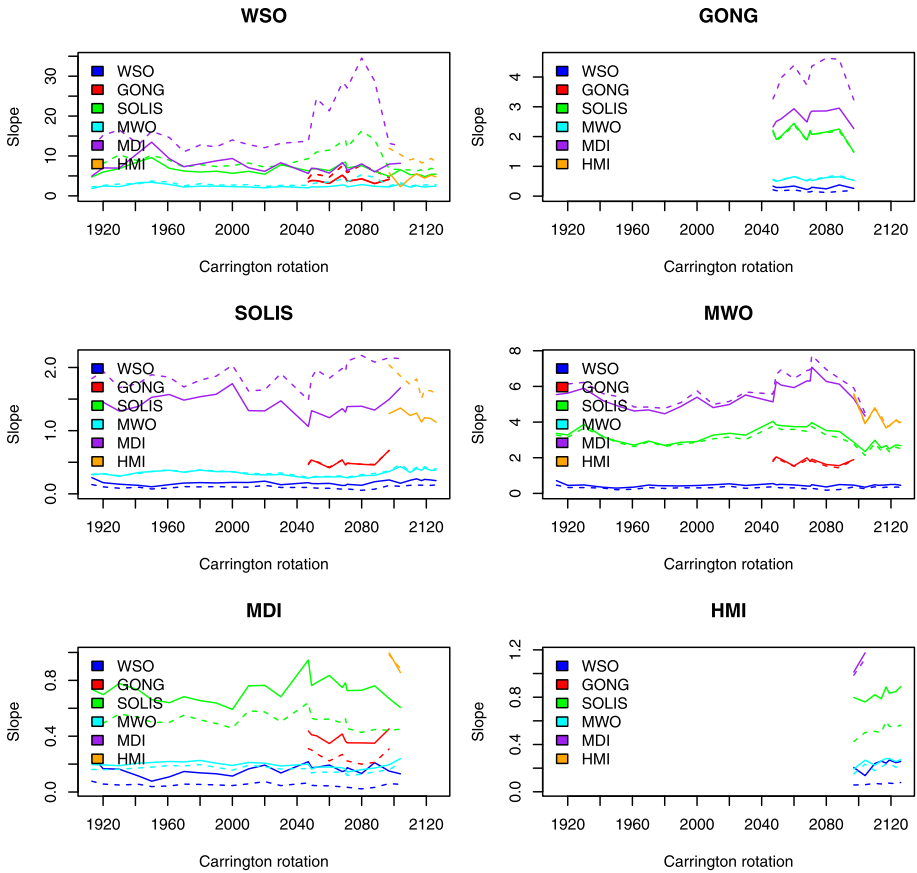 WSO
Slope
0 10 20 30
WSO
GONG
SOLIS
MWO
MDI
HMI
1920 1960 2000 2040 2080 2120
Carrington rotation
GONG
Slope
0 1 2 3 4
WSO
GONG
SOLIS
MWO
MDI
HMI
1920 1960 2000 2040 2080 2120
Carrington rotation
SOLIS
Slope
0.0 1.0 2.0
WSO
GONG
SOLIS
MWO
MDI
HMI
1920 1960 2000 2040 2080 2120
Carrington rotation
MWO
Slope
0 2 4 6 8
WSO
GONG
SOLIS
MWO
MDI
HMI
1920 1960 2000 2040 2080 2120
Carrington rotation
MDI
Slope
0.0 0.4 0.8
WSO
GONG
SOLIS
MWO
MDI
HMI
1920 1960 2000 2040 2080 2120
Carrington rotation
HMI
Slope
0.0 0.4 0.8 1.2
WSO
GONG
SOLIS
MWO
MDI
HMI
1920 1960 2000 2040 2080 2120
Carrington rotation